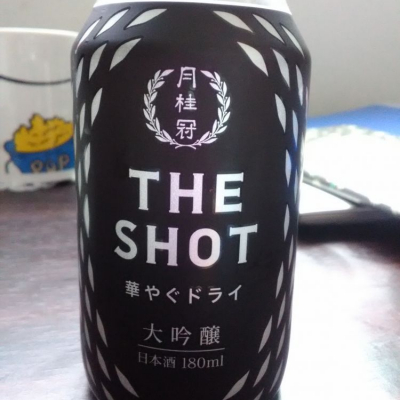 月
桂
冠
THE
SHOT
華やぐドライ
大吟醸
日本酒 180ml